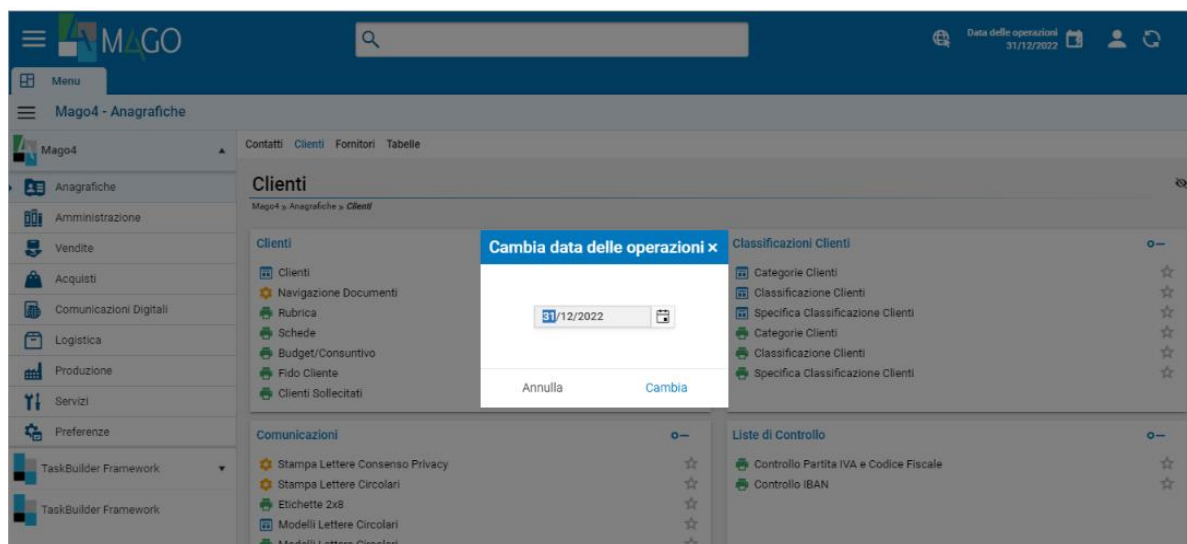 MAGO
Data delle operazioni
31/12/2022
Menu
Mago4 - Anagrafiche
Mago4
Anagrafiche
Amministrazione
Vendite
Acquisti
Comunicazioni Digitali
Logistica
Produzione
Servizi
Preferenze
TaskBuilder Framework
TaskBuilder Framework
Contatti Clienti Fornitori Tabelle
Clienti
Mago4 » Anagrafiche » Clienti
Clienti
Clienti
Navigazione Documenti
Rubrica
Schede
Budget/Consuntivo
Fido Cliente
Clienti Sollecitati
Cambia data delle operazioni ×
31/12/2022
Annulla Cambia
Classificazioni Clienti
Categorie Clienti
Classificazione Clienti
Specifica Classificazione Clienti
Categorie Clienti
Classificazione Clienti
Specifica Classificazione Clienti
Comunicazioni
Stampa Lettere Consenso Privacy
Stampa Lettere Circolari
Etichette 2x8
Modelli Lettere Circolari
Modelli Lettere Circolari
Liste di Controllo
Controllo Partita IVA e Codice Fiscale
Controllo IBAN